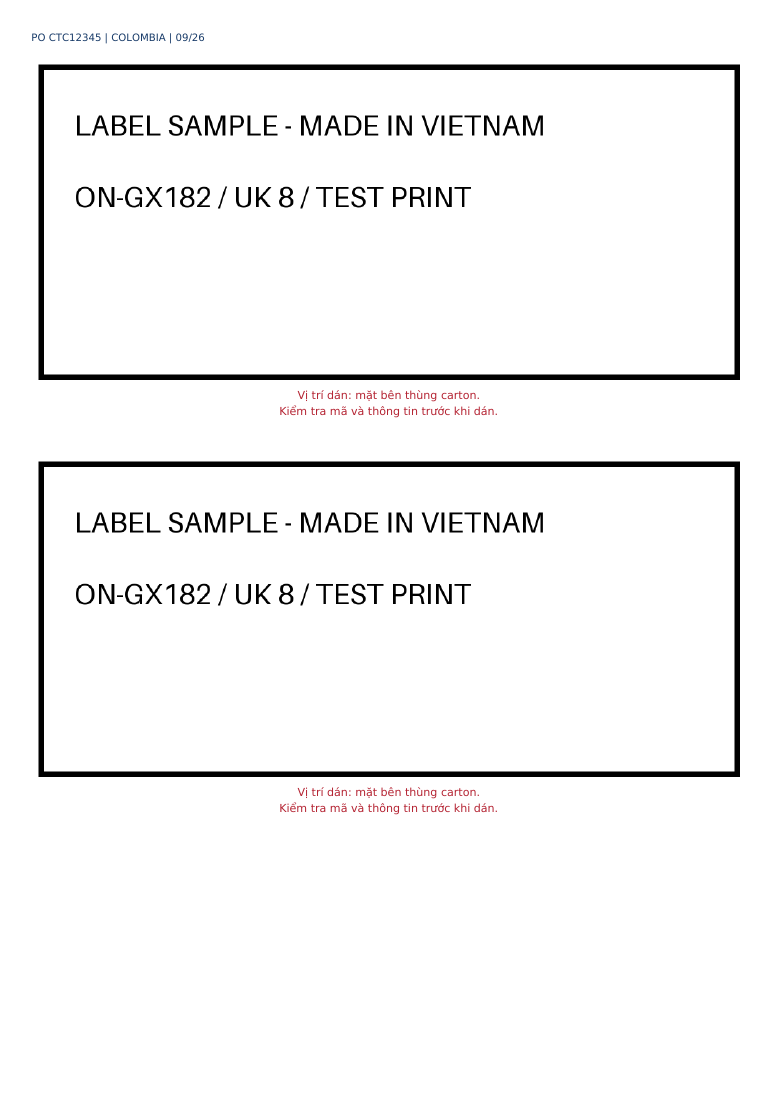 PO CTC12345 | COLOMBIA | 09/26
LABEL SAMPLE - MADE IN VIETNAM
ON-GX182 / UK 8 / TEST PRINT
Vị trí dán: mặt bên thùng carton.
Kiểm tra mã và thông tin trước khi dán.
LABEL SAMPLE - MADE IN VIETNAM
ON-GX182 / UK 8 / TEST PRINT
Vị trí dán: mặt bên thùng carton.
Kiểm tra mã và thông tin trước khi dán.